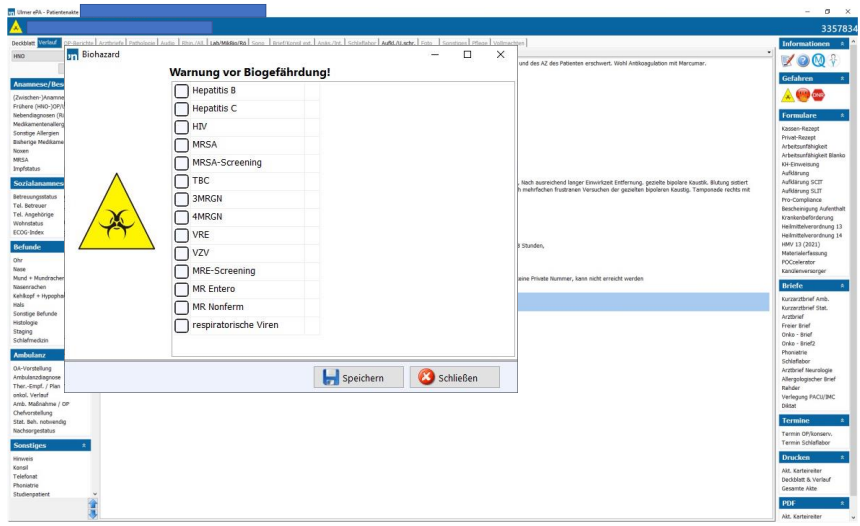 Ulmer ePA - Patientenakte
3357834
Deckblatt Verlauf OP-Berichte Arztbriefe Pathologie Audio Rhin./All. Lab/MikBio/Rö Sono Brief/Komd.ext. Anäs./Int. Schlaflabor Aufkl./U.schr. Foto Sonstiges Pflege Vollmachten
HNO
Anamnese/Bes
(Zwischen-)Anamne
Frühere (HNO-)OP/
Nebendiagnosen (R
Medikamentenallerg
Sonstige Allergien
Bisherige Medikame
Noxen
MRSA
Impfstatus
Sozialanamnes
Betreuungsstatus
Tel. Betreuer
Tel. Angehörige
Wohnstatus
ECOG-Index
Befunde
Ohr
Nase
Mund + Mundrachen
Nasenrachen
Kehlkopf + Hypophar
Hals
Sonstige Befunde
Histologie
Staging
Schlafmedizin
Ambulanz
OA-Vorstellung
Ambulanzdiagnose
Ther.-Empf. / Plan
onkol. Verlauf
Amb. Maßnahme / OP
Chefvorstellung
Stat. Beh. notwendig
Nachsorgestatus
Sonstiges
Hinweis
Konsil
Telefonat
Phoniatrie
Studienpatient
Biohazard
Warnung vor Biogefährdung!
Hepatitis B
Hepatitis C
HIV
MRSA
MRSA-Screening
TBC
3MRGN
4MRGN
VRE
VZV
MRE-Screening
MR Entero
MR Nonferm
respiratorische Viren
Speichern
Schließen
und des AZ des Patienten erschwert. Wohl Antikoagulation mit Marcumar.
. Nach ausreichend langer Einwirkzeit Entfernung. gezielte bipolare Kaustik. Blutung sistiert
h mehrfachen frustranen Versuchen der gezielten bipolaren Kaustig. Temponade rechts mit
Stunden,
eine Private Nummer, kann nicht erreicht werden
Informationen
Gefahren
DNR
Formulare
Kassen-Rezept
Privat-Rezept
Arbeitsunfähigkeit
Arbeitsunfähigkeit Blanko
KH-Einweisung
Aufklärung
Aufklärung SCIT
Aufklärung SLIT
Pro-Compliance
Bescheinigung Aufenthalt
Krankenbeförderung
Heilmittelverordnung 13
Heilmittelverordnung 14
HMV 13 (2021)
Materialerfassung
POCcelerator
Kanülenversorger
Briefe
Kurzarztbrief Amb.
Kurzarztbrief Stat.
Arztbrief
Freier Brief
Onko - Brief
Onko - Brief2
Phoniatrie
Schlaflabor
Arztbrief Neurologie
Allergologischer Brief
Rehder
Verlegung FACU/IMC
Diktat
Termine
Termin OP/konserv.
Termin Schlaflabor
Drucken
Akt. Karteireiter
Deckblatt & Verlauf
Gesamte Akte
PDF
Akt. Karteireiter